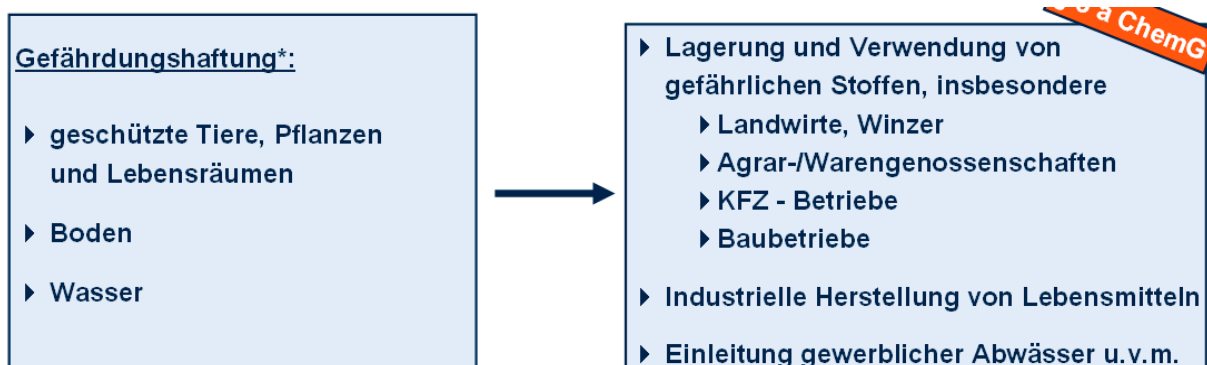 Gefährdungshaftung*:
geschützte Tiere, Pflanzen
und Lebensräumen
Boden
Wasser
a ChemG
Lagerung und Verwendung von
gefährlichen Stoffen, insbesondere
Landwirte, Winzer
Agrar-/Warengenossenschaften
KFZ - Betriebe
Baubetriebe
Industrielle Herstellung von Lebensmitteln
Einleitung gewerblicher Abwässer u.v.m.